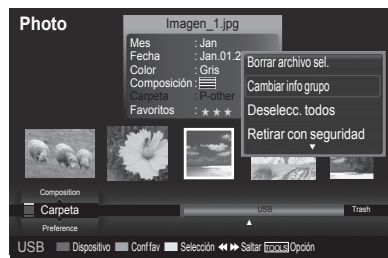 Photo
Imagen_1.jpg
Mes : Jan
Fecha : Jan.01.2
Color : Gris
Composición :
Carpeta : P-other
Favoritos : ★ ★ ★
Borrar archivo sel.
Cambiar info grupo
Deselecc. todos
Retirar con seguridad
Composition
Carpeta
Preference
USB
Trash
USB Dispositivo Conf fav Selección Saltar TOOLS Opción